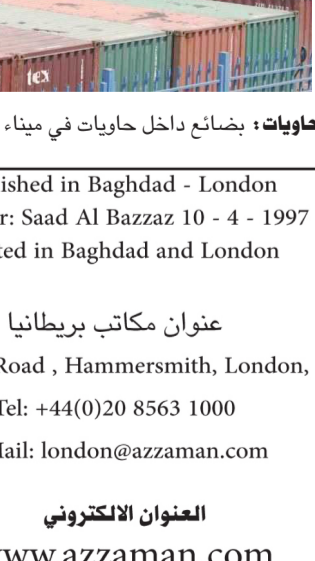 tex
حاويات: بضائع داخل حاويات في ميناء
ished in Baghdad - London
r: Saad Al Bazzaz 10 - 4 - 1997
ted in Baghdad and London
عنوان مكاتب بريطانيا
Road , Hammersmith, London,
Tel: +44(0)20 8563 1000
Mail: london@azzaman.com
العنوان الالكتروني
www.azzaman.com